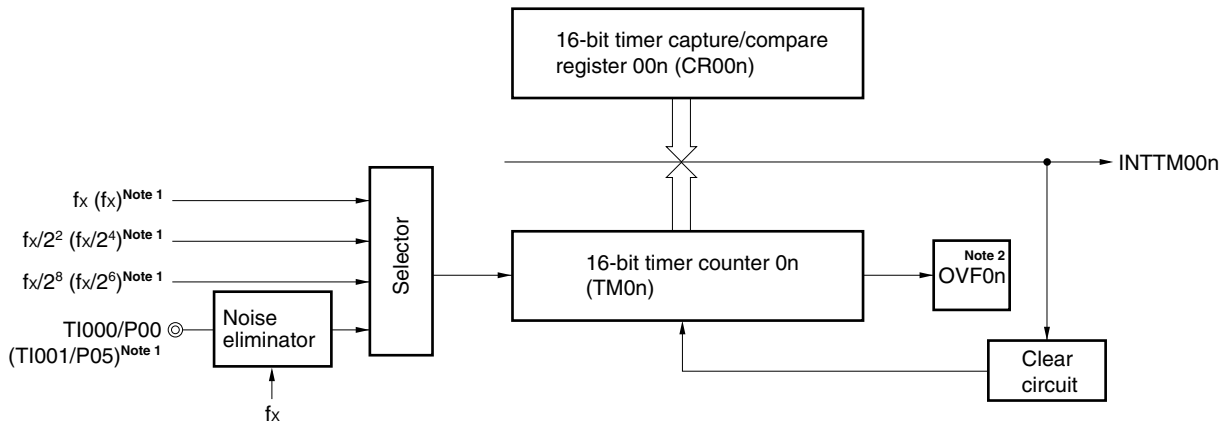 16-bit timer capture/compare
register 00n (CR00n)
INTTM00n
fX (fX)Note 1
fX/2² (fX/2⁴)Note 1
fX/2⁸ (fX/2⁶)Note 1
TI000/P00
(TI001/P05)Note 1
Noise
eliminator
fX
Selector
16-bit timer counter 0n
(TM0n)
Note 2
OVF0n
Clear
circuit